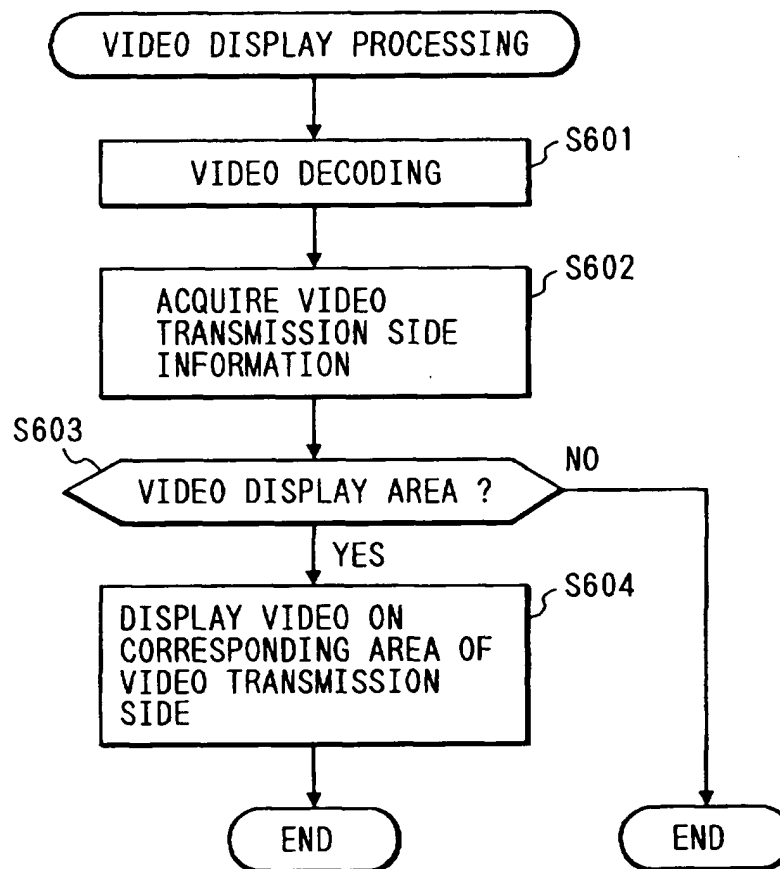 VIDEO DISPLAY PROCESSING
S601
VIDEO DECODING
S602
ACQUIRE VIDEO
TRANSMISSION SIDE
INFORMATION
S603
VIDEO DISPLAY AREA ?
NO
YES
S604
DISPLAY VIDEO ON
CORRESPONDING AREA OF
VIDEO TRANSMISSION
SIDE
END
END